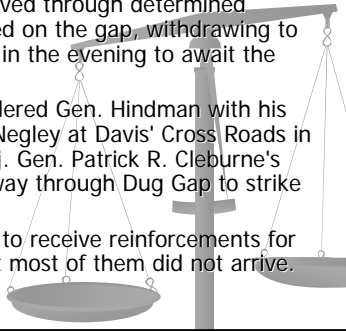 ved through determined
ed on the gap, withdrawing to
in the evening to await the
dered Gen. Hindman with his
Negley at Davis' Cross Roads in
j. Gen. Patrick R. Cleburne's
way through Dug Gap to strike
to receive reinforcements for
t most of them did not arrive.